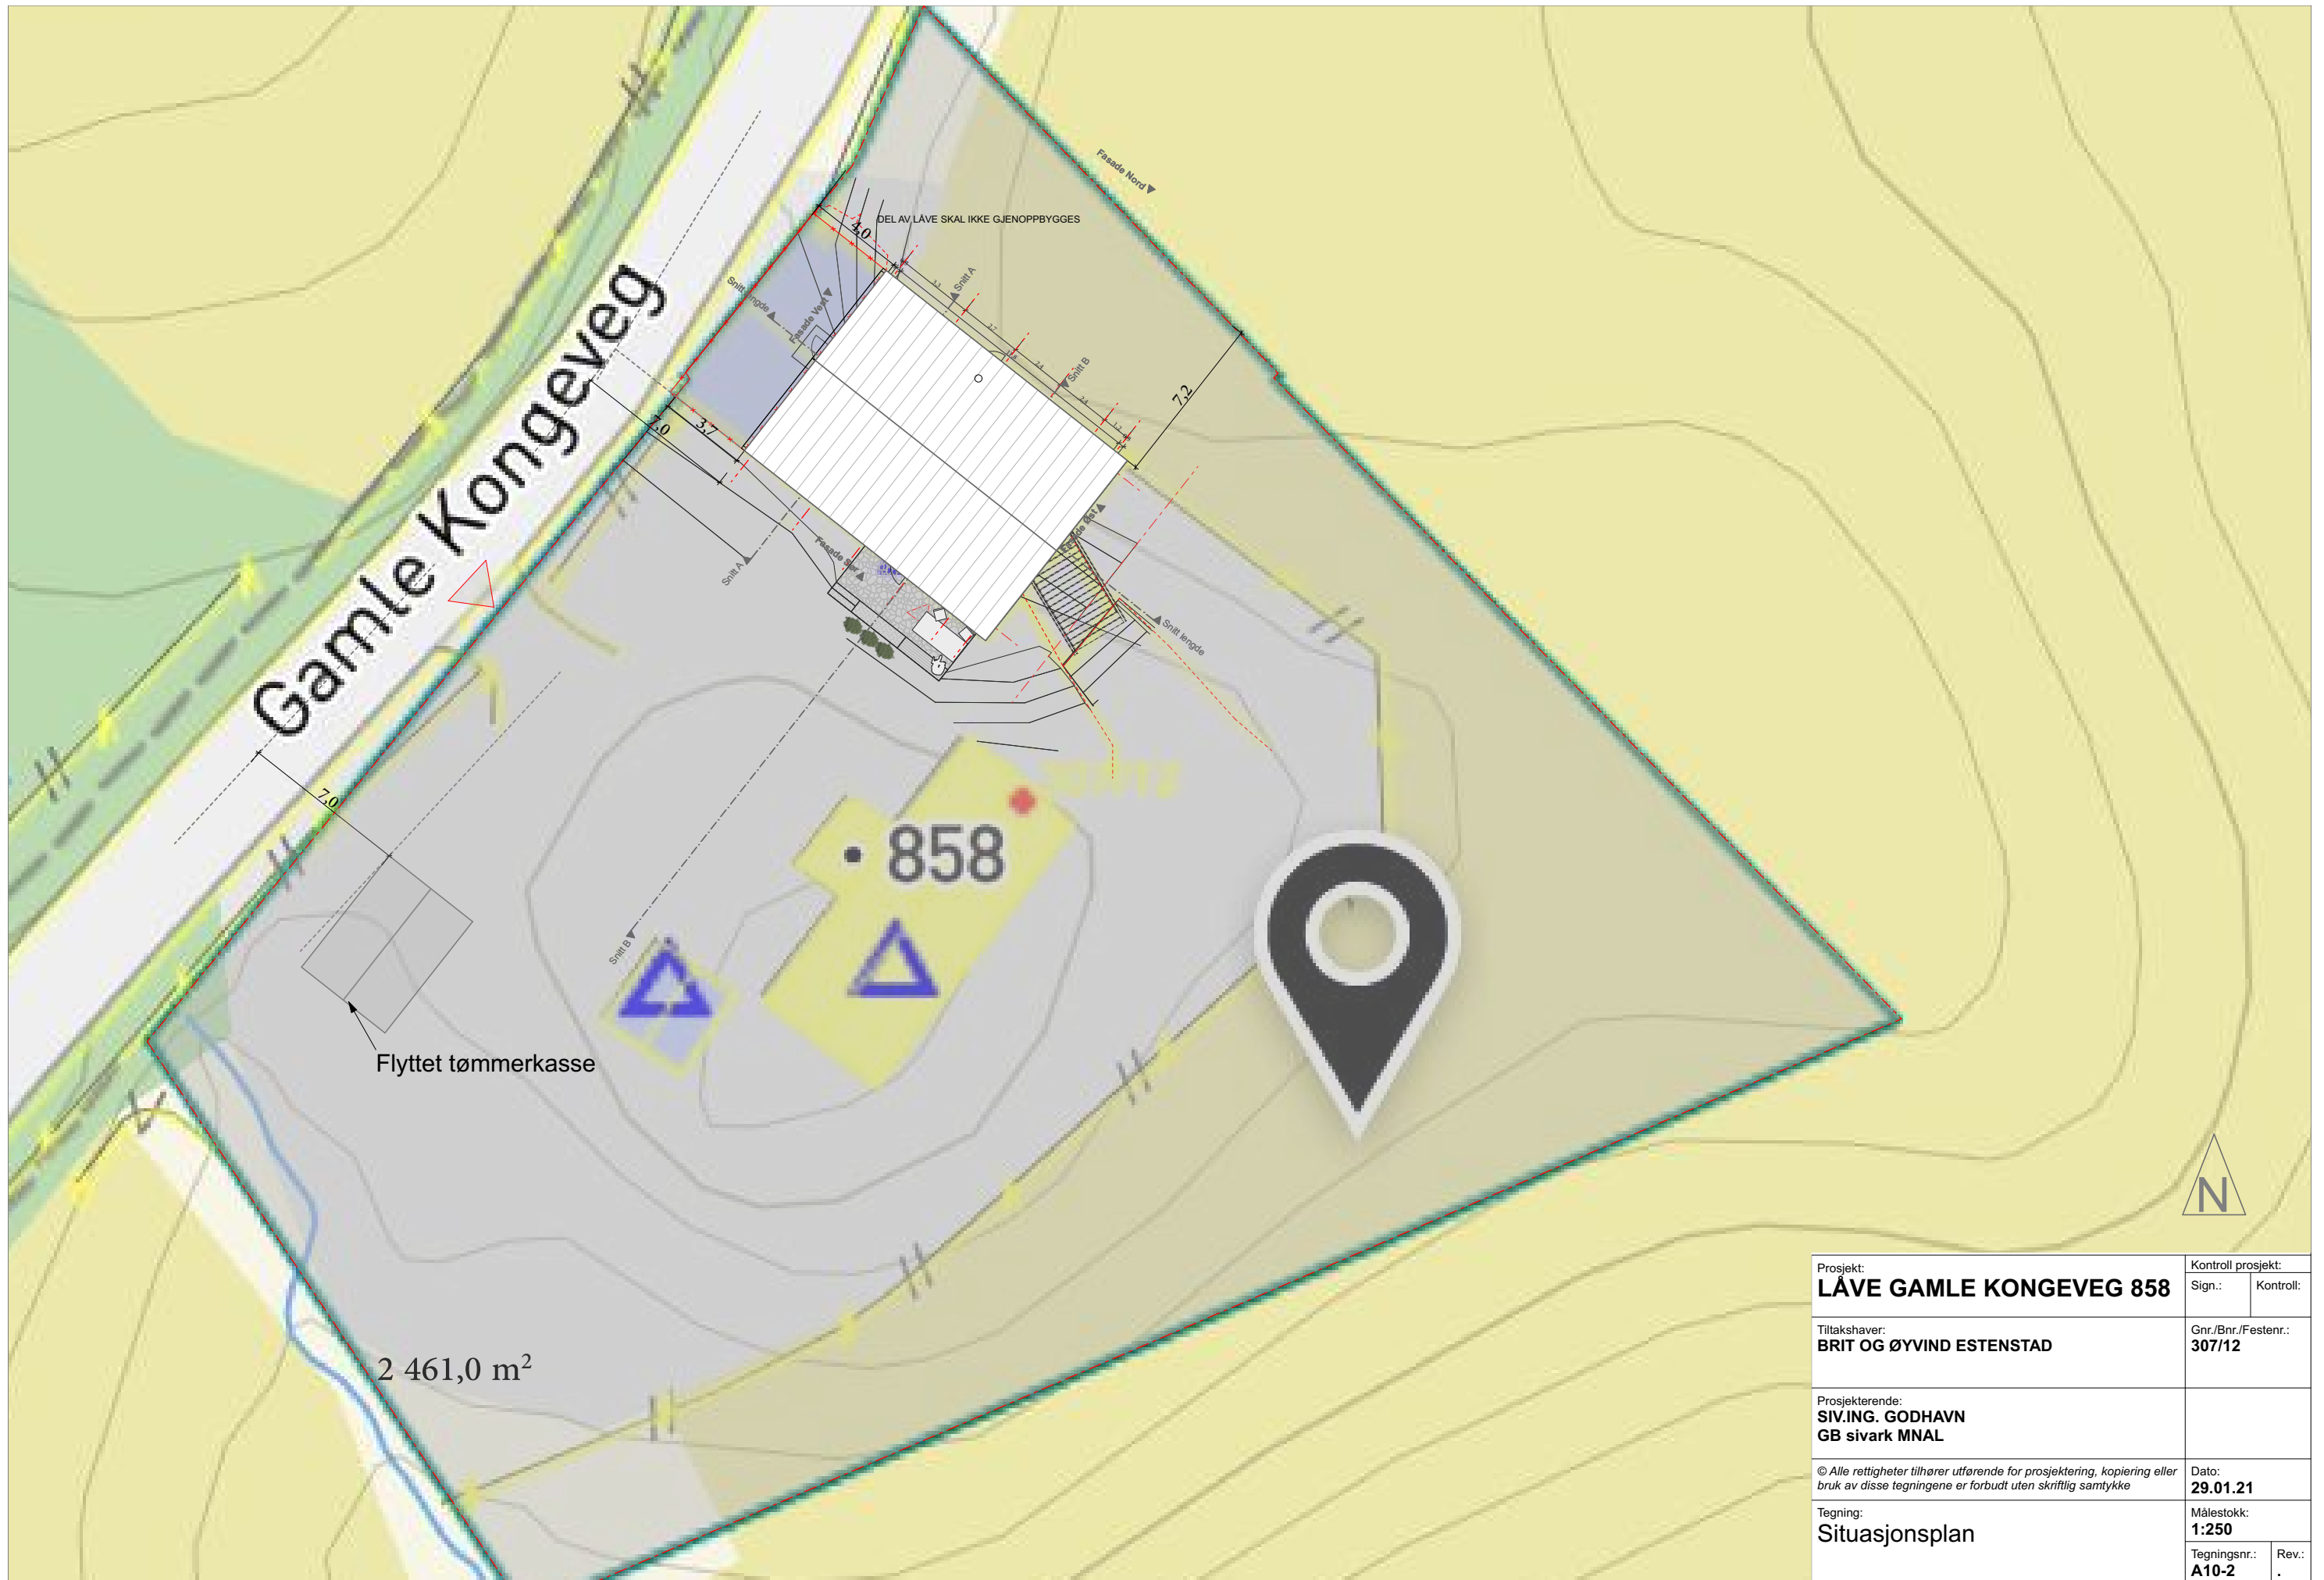 Fasade Nord
DEL AV LÅVE SKAL IKKE GJENOPPBYGGES
4,0
Snitt A
Snitt lengde
Fasade Vest
Snitt B
7,2
Gamle Kongeveg
7,0
3,7
Fasade Øst
Fasade sør
Snitt A
Snitt lengde
7,0
858
Snitt B
Flyttet tømmerkasse
2 461,0 m²
N
Prosjekt:
LÅVE GAMLE KONGEVEG 858
Kontroll prosjekt:
Sign.:
Kontroll:
Tiltakshaver:
BRIT OG ØYVIND ESTENSTAD
Gnr./Bnr./Festenr.:
307/12
Prosjekterende:
SIV.ING. GODHAVN
GB sivark MNAL
© Alle rettigheter tilhører utførende for prosjektering, kopiering eller
bruk av disse tegningene er forbudt uten skriftlig samtykke
Dato:
29.01.21
Tegning:
Situasjonsplan
Målestokk:
1:250
Tegningsnr.:
A10-2
Rev.:
.